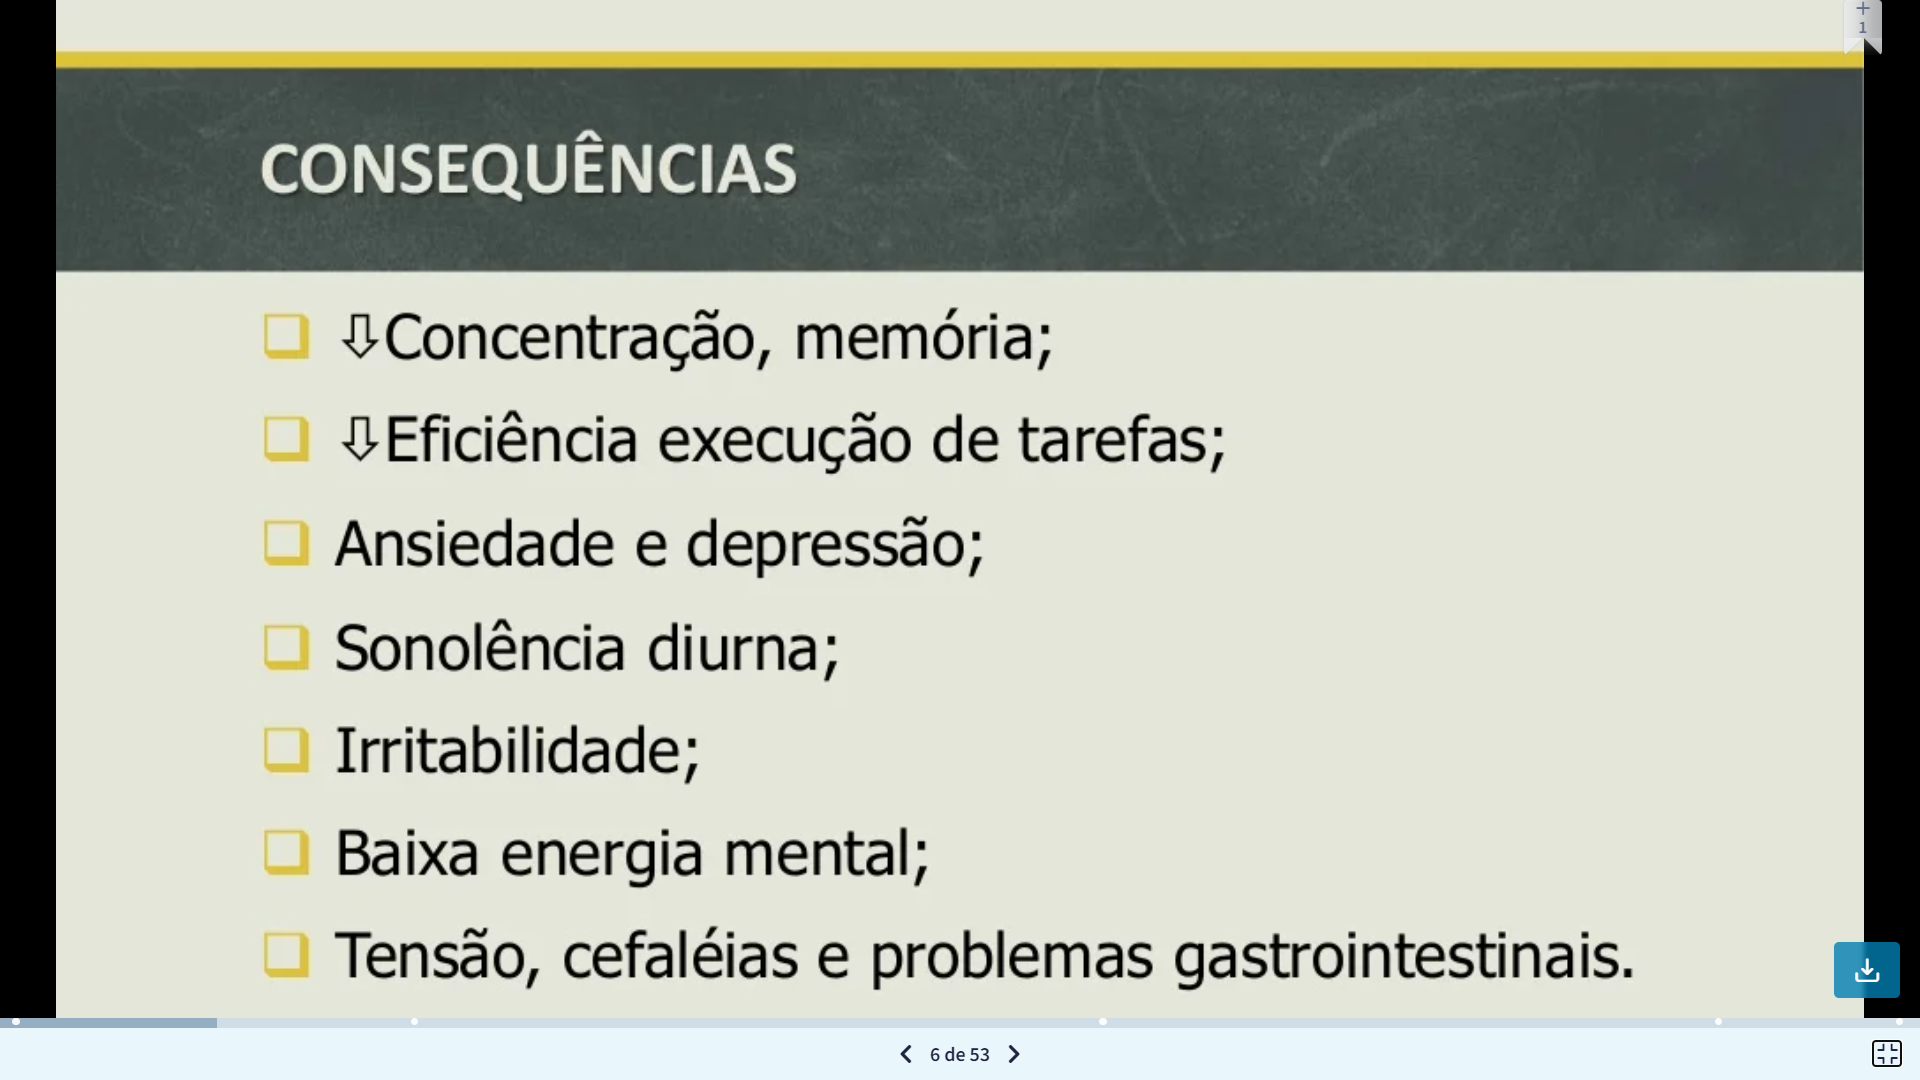 +
1
CONSEQUÊNCIAS
❑ ⇩Concentração, memória;
❑ ⇩Eficiência execução de tarefas;
❑ Ansiedade e depressão;
❑ Sonolência diurna;
❑ Irritabilidade;
❑ Baixa energia mental;
❑ Tensão, cefaléias e problemas gastrointestinais.
6 de 53